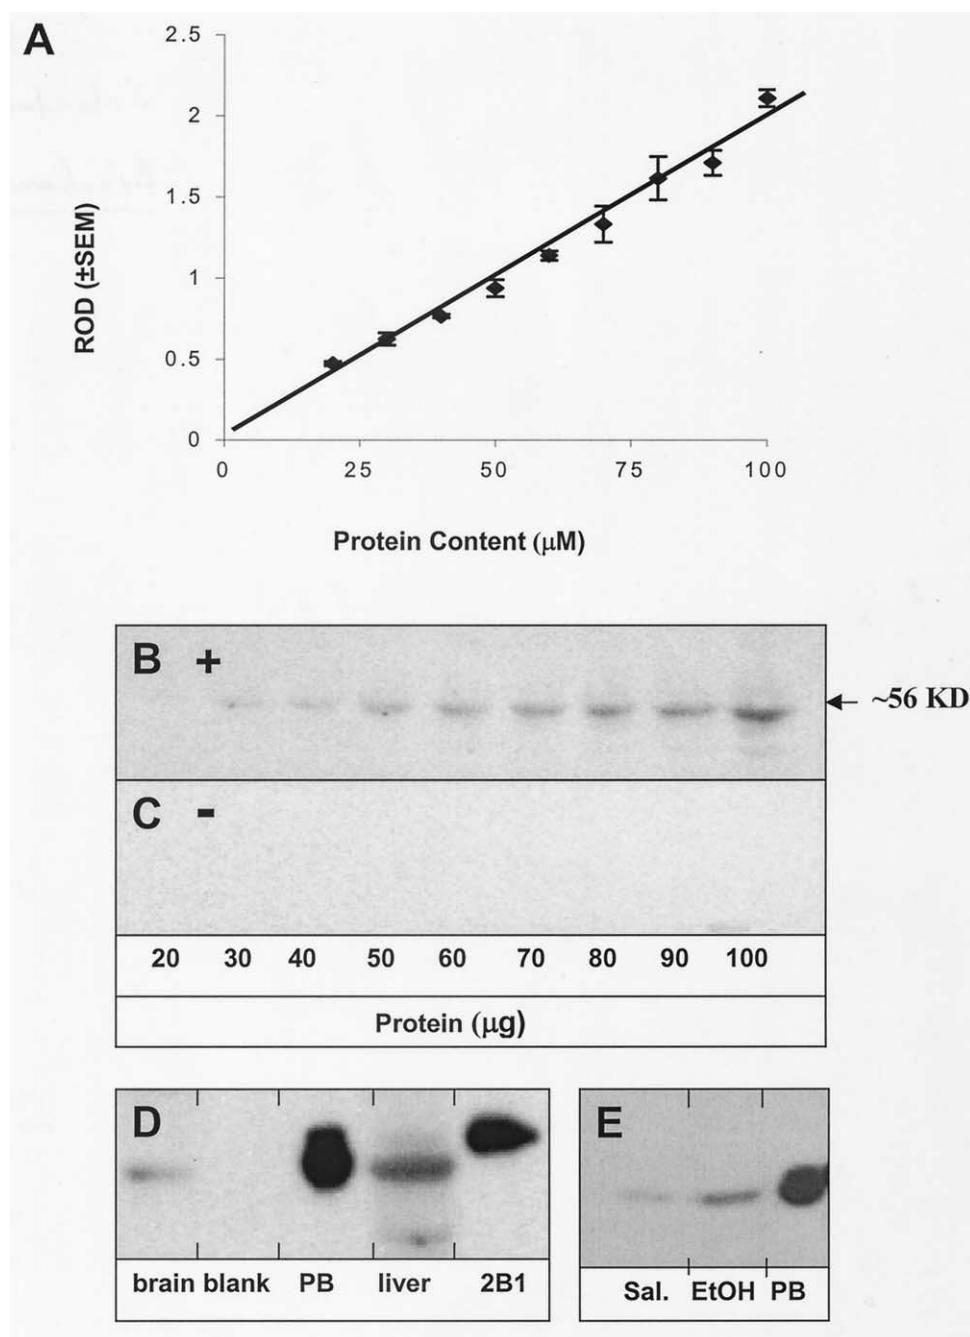 A
2.5
2
1.5
1
0.5
0
ROD (±SEM)
0 25 50 75 100
Protein Content (μM)
B +
~56 KD
C -
20 30 40 50 60 70 80 90 100
Protein (μg)
D
brain blank PB liver 2B1
E
Sal. EtOH PB